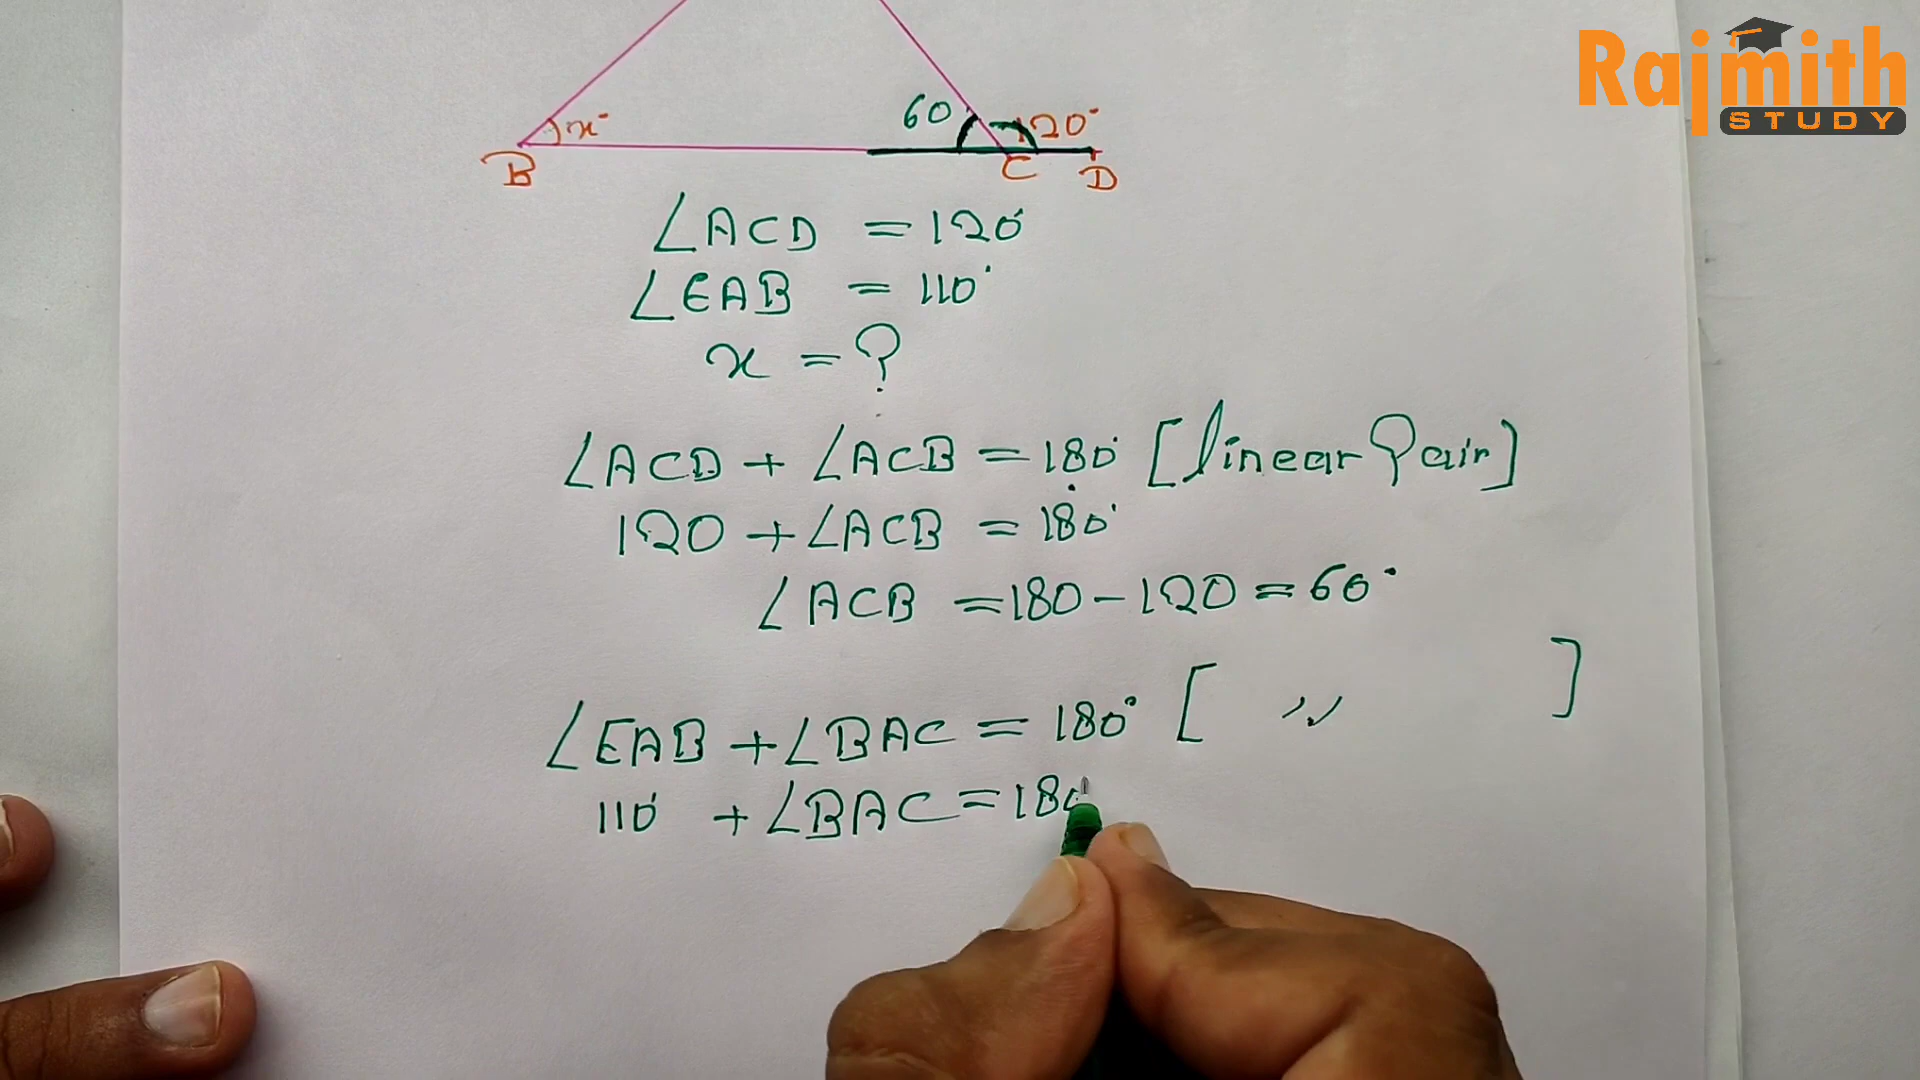 Rajmith
STUDY
60 120°
x°
B C D
∠ACD = 120°
∠EAB = 110°
x = ?
∠ACD + ∠ACB = 180° [linear Pair]
120 + ∠ACB = 180°
∠ACB = 180 - 120 = 60°
∠EAB + ∠BAC = 180° [ 〃 ]
110° + ∠BAC = 180